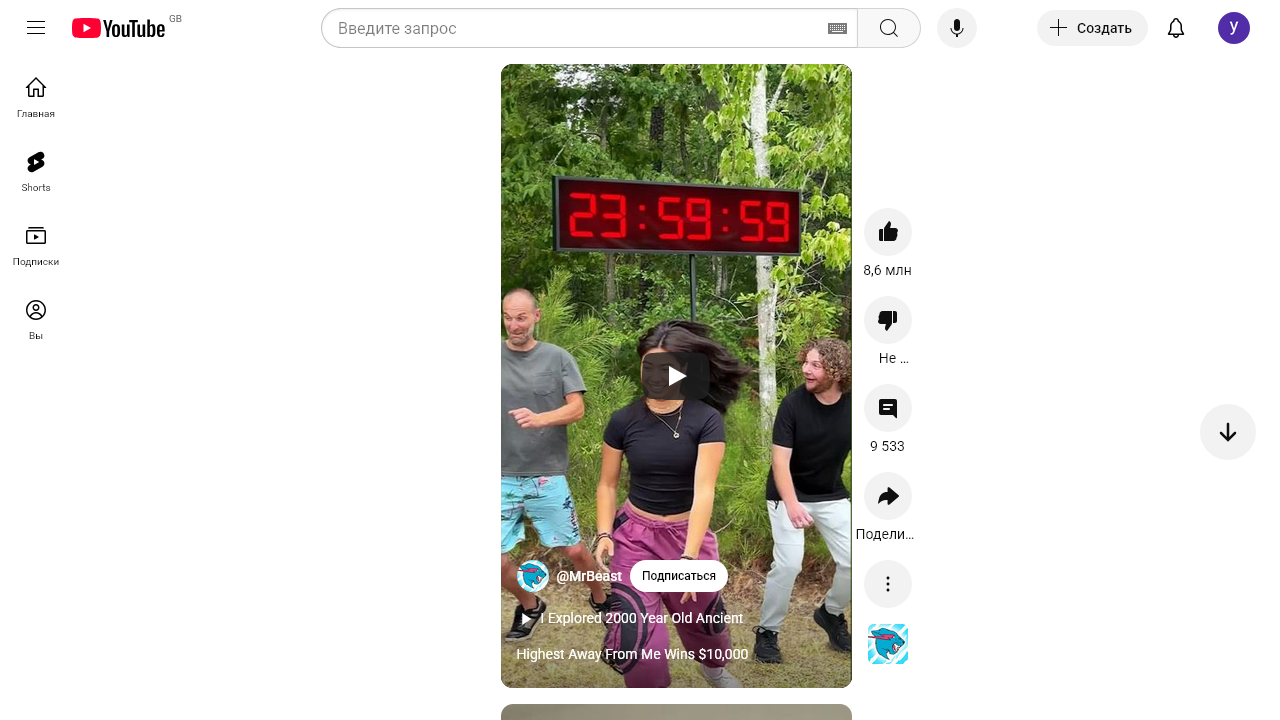 YouTube GB
Введите запрос
Создать
У
Главная
Shorts
Подписки
Вы
23:59:59
8,6 млн
Не ...
9 533
Подели...
@MrBeast Подписаться
I Explored 2000 Year Old Ancient
Highest Away From Me Wins $10,000